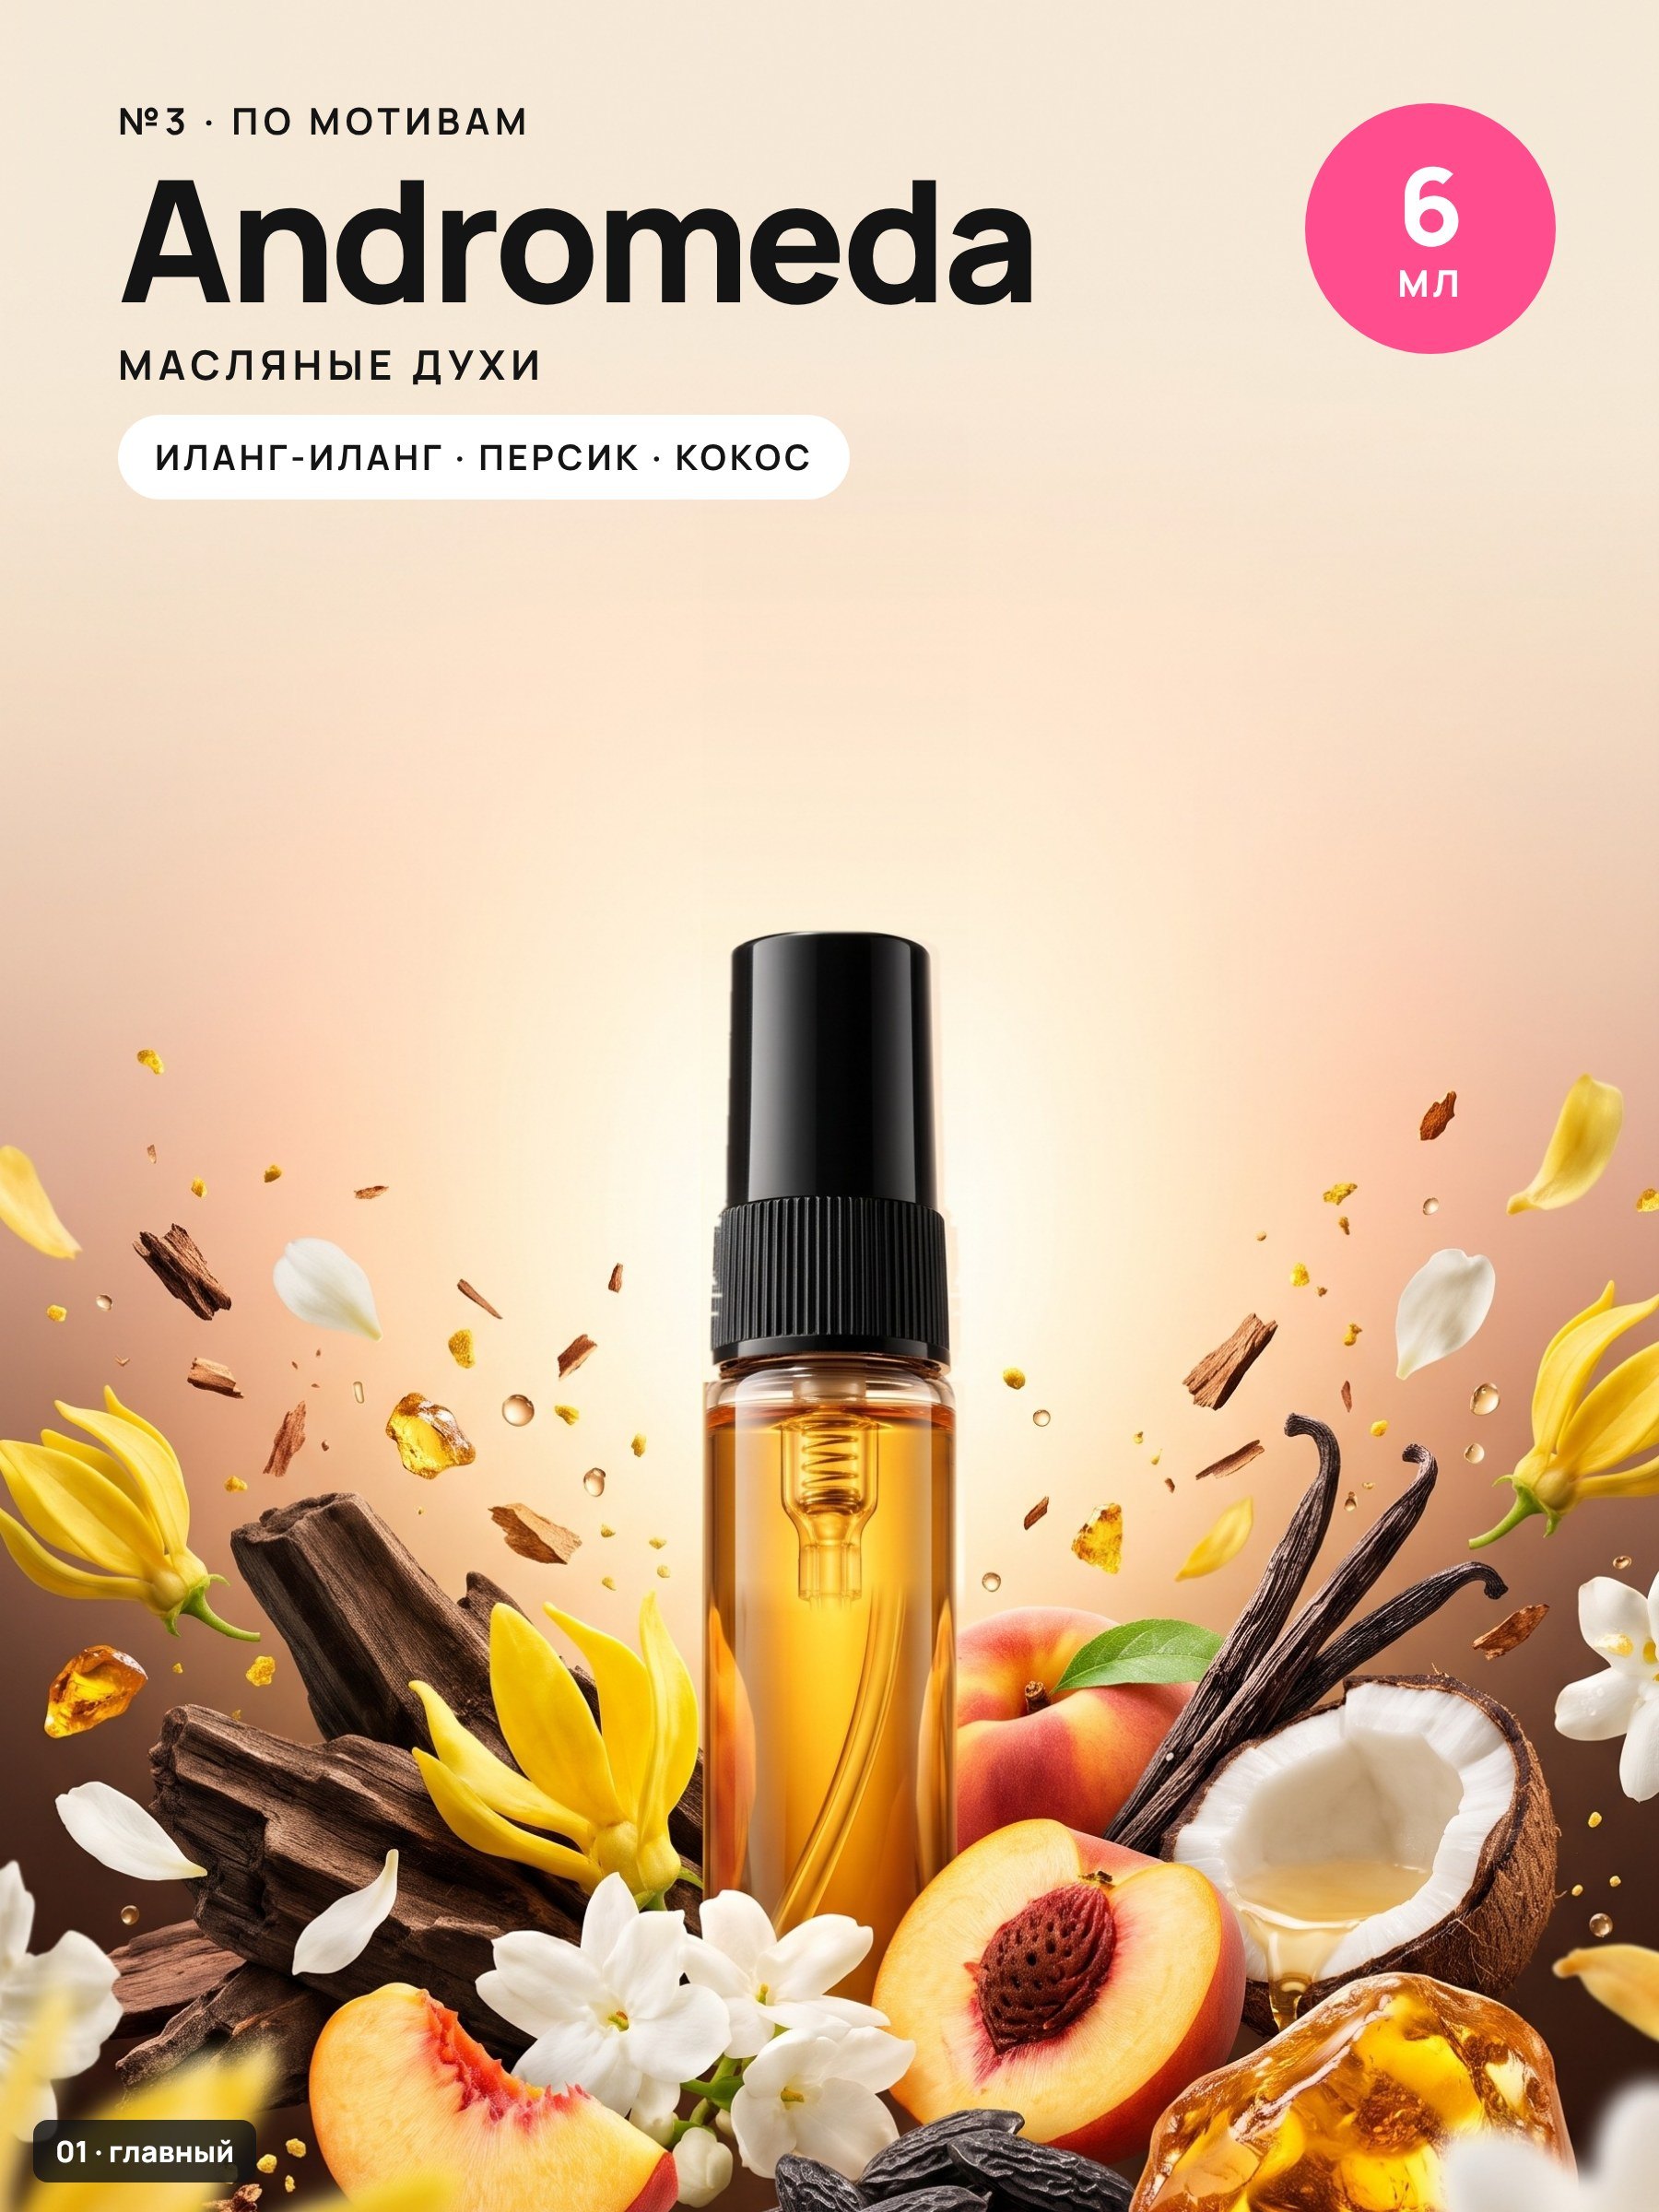 №3 · ПО МОТИВАМ
Andromeda
МАСЛЯНЫЕ ДУХИ
ИЛАНГ-ИЛАНГ · ПЕРСИК · КОКОС
6
МЛ
01 · главный